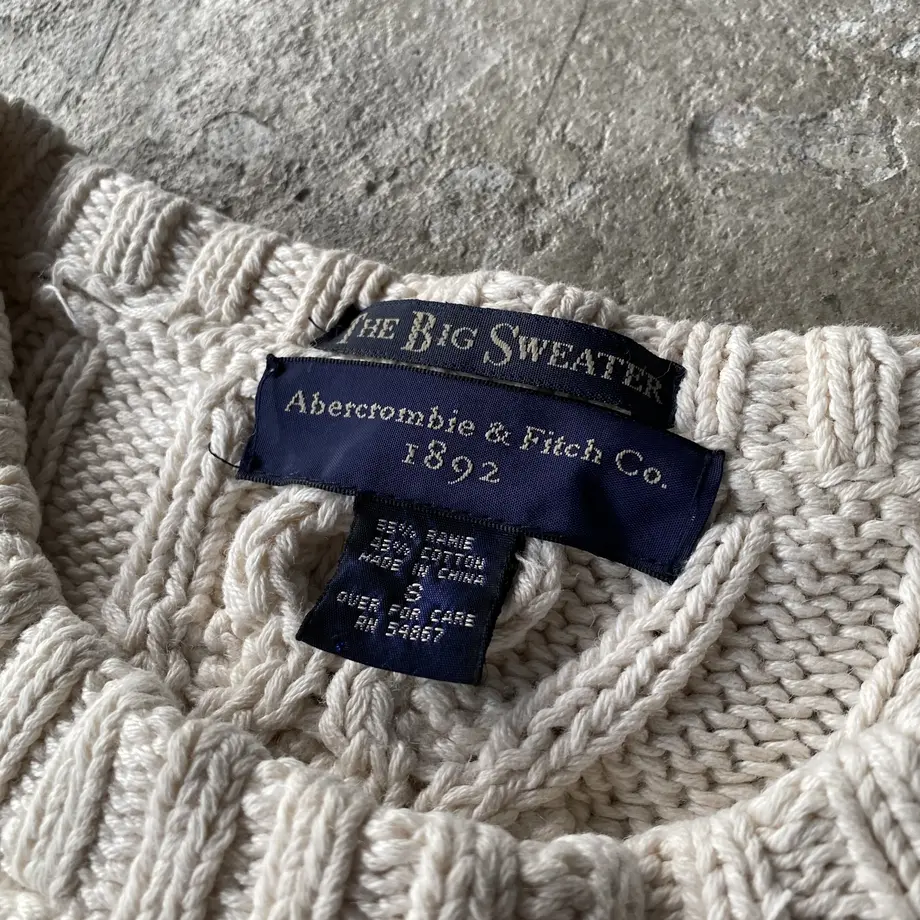 THE BIG SWEATER
Abercrombie & Fitch Co.
1892
55% RAMIE
45% COTTON
MADE IN CHINA
S
OVER FOR CARE
RN 54867